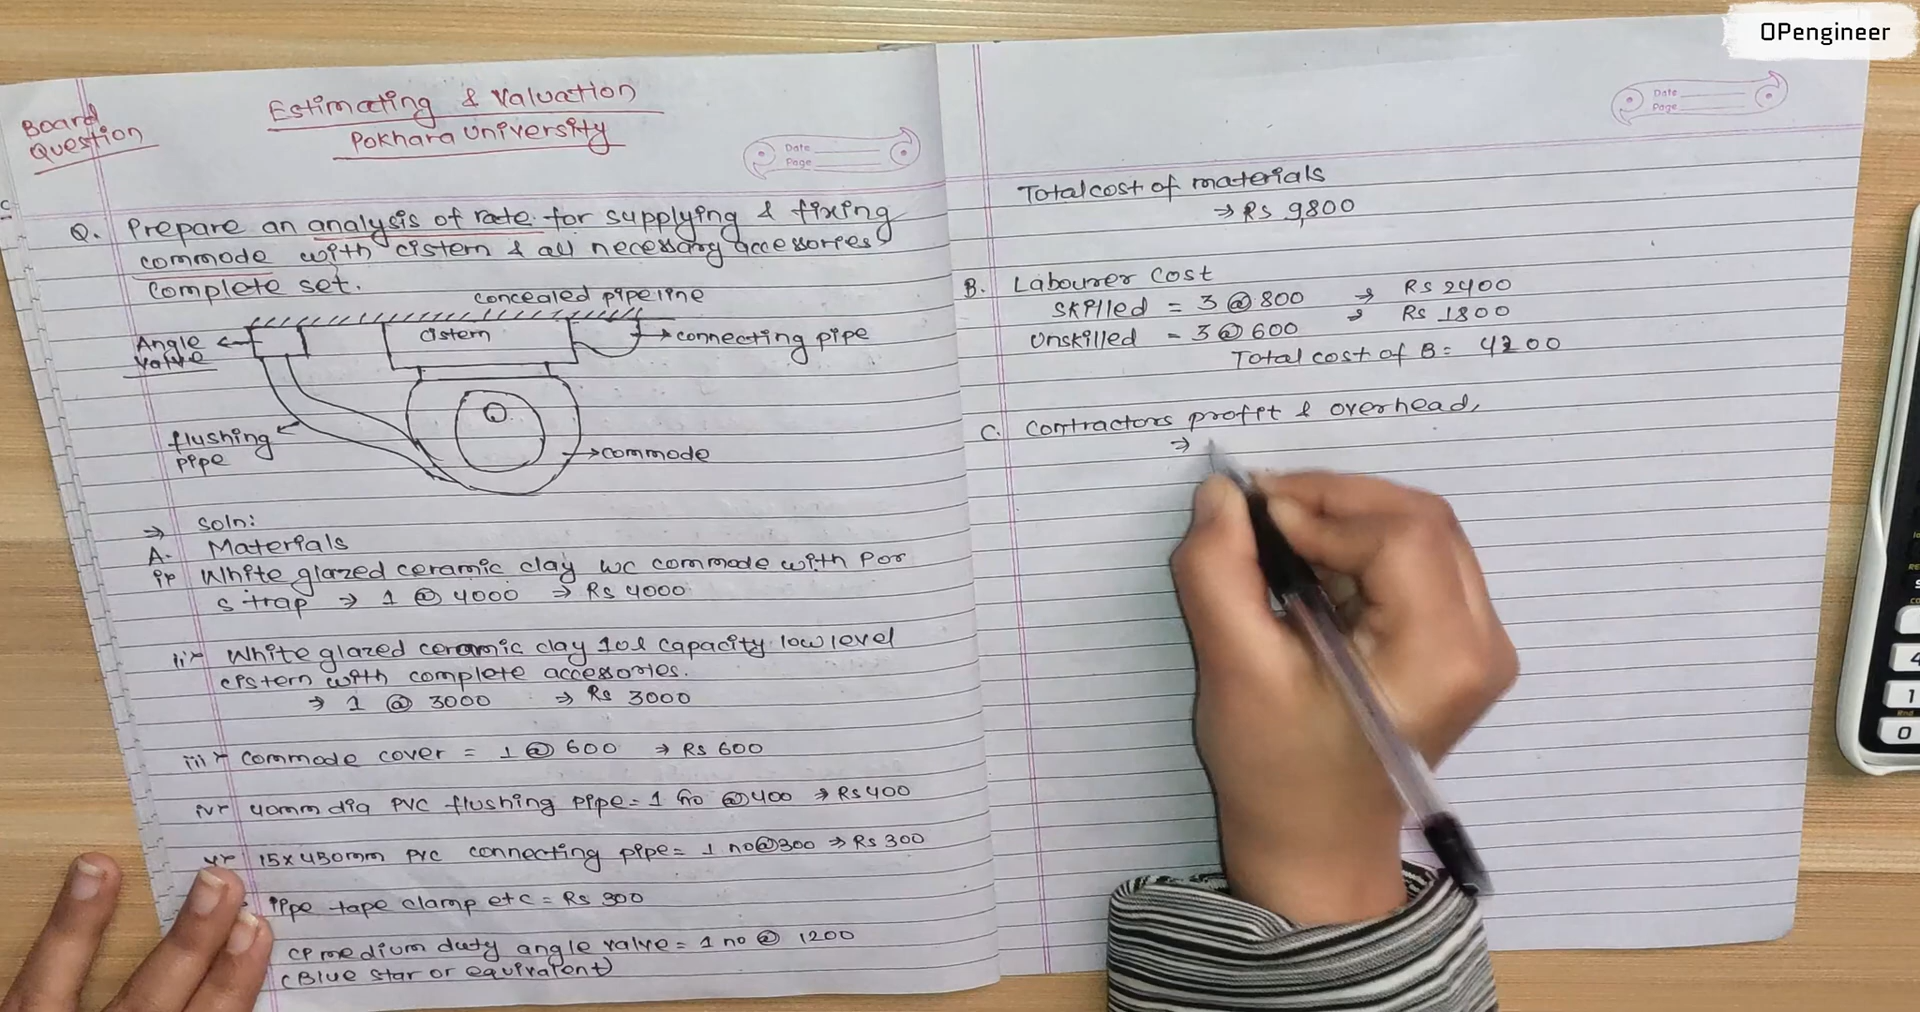 OPengineer
Board
Question
Estimating & Valuation
Pokhara University
Date
Page
Q. Prepare an analysis of rate for supplying & fixing
commode with cistern & all necessary accessories
complete set.
concealed pipeline
Angle
valve
cistern
connecting pipe
flushing
pipe
commode
⇒ Soln:
A. Materials
i> White glazed ceramic clay wc commode with P or
S trap → 1 @ 4000 ⇒ Rs 4000
ii> White glazed ceramic clay 10l capacity low level
cistern with complete accessories.
→ 1 @ 3000 ⇒ Rs 3000
iii> commode cover = 1 @ 600 ⇒ Rs 600
iv> 40mm dia PVC flushing pipe = 1 no @ 400 ⇒ Rs 400
v> 15x450mm PVC connecting pipe = 1 no @ 300 ⇒ Rs 300
pipe tape clamp etc = Rs 300
CP medium duty angle valve = 1 no @ 1200
(Blue star or equivalent)
Date
Page
Total cost of materials
⇒ Rs 9,800
B. Labourer cost
Skilled = 3 @ 800 ⇒ Rs 2400
Unskilled = 3 @ 600 ⇒ Rs 1800
Total cost of B = 4200
C. Contractors profit & overhead,
⇒
4
1
0